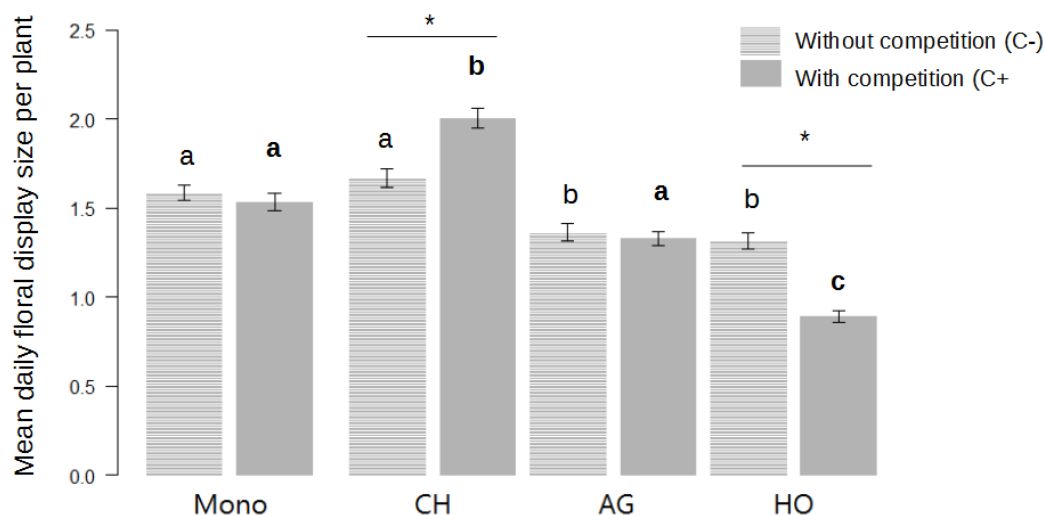 Mean daily floral display size per plant
2.5
2.0
1.5
1.0
0.5
0.0
a
a
a
b
*
b
a
b
c
*
Mono
CH
AG
HO
Without competition (C-)
With competition (C+